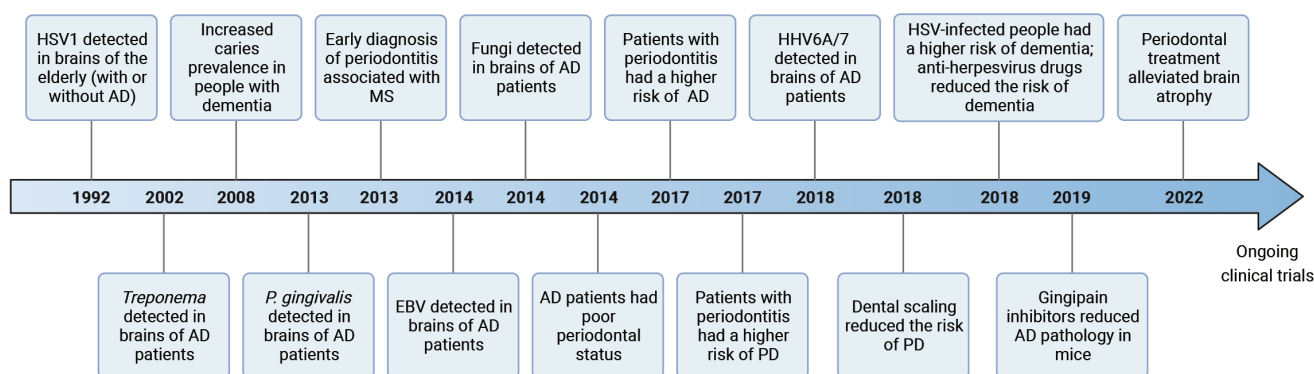 HSV1 detected
in brains of the
elderly (with or
without AD)
Increased
caries
prevalence in
people with
dementia
Early diagnosis
of periodontitis
associated with
MS
Fungi detected
in brains of AD
patients
Patients with
periodontitis
had a higher
risk of AD
HHV6A/7
detected in
brains of AD
patients
HSV-infected people had
a higher risk of dementia;
anti-herpesvirus drugs
reduced the risk of
dementia
Periodontal
treatment
alleviated brain
atrophy
1992 2002 2008 2013 2013 2014 2014 2014 2017 2017 2018 2018 2018 2019 2022
Ongoing
clinical trials
Treponema
detected in
brains of AD
patients
P. gingivalis
detected in
brains of AD
patients
EBV detected in
brains of AD
patients
AD patients had
poor
periodontal
status
Patients with
periodontitis
had a higher
risk of PD
Dental scaling
reduced the risk
of PD
Gingipain
inhibitors reduced
AD pathology in
mice